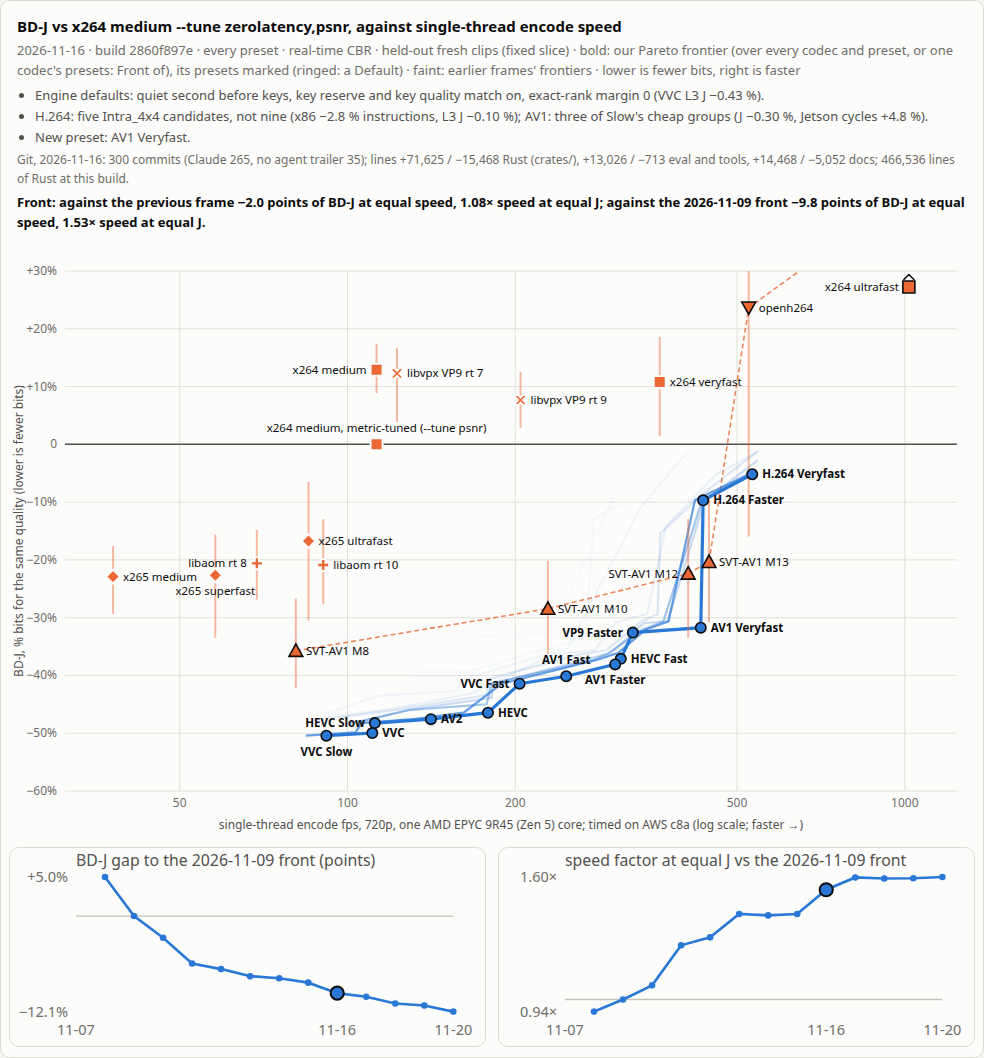 BD-J vs x264 medium --tune zerolatency,psnr, against single-thread encode speed
2026-11-16 · build 2860f897e · every preset · real-time CBR · held-out fresh clips (fixed slice) · bold: our Pareto frontier (over every codec and preset, or one
codec's presets: Front of), its presets marked (ringed: a Default) · faint: earlier frames' frontiers · lower is fewer bits, right is faster
• Engine defaults: quiet second before keys, key reserve and key quality match on, exact-rank margin 0 (VVC L3 J −0.43 %).
• H.264: five Intra_4x4 candidates, not nine (x86 −2.8 % instructions, L3 J −0.10 %); AV1: three of Slow's cheap groups (J −0.30 %, Jetson cycles +4.8 %).
• New preset: AV1 Veryfast.
Git, 2026-11-16: 300 commits (Claude 265, no agent trailer 35); lines +71,625 / −15,468 Rust (crates/), +13,026 / −713 eval and tools, +14,468 / −5,052 docs; 466,536 lines
of Rust at this build.
Front: against the previous frame −2.0 points of BD-J at equal speed, 1.08× speed at equal J; against the 2026-11-09 front −9.8 points of BD-J at equal
speed, 1.53× speed at equal J.
+30%
x264 ultrafast
+20%
openh264
x264 medium
libvpx VP9 rt 7
+10%
x264 veryfast
libvpx VP9 rt 9
x264 medium, metric-tuned (--tune psnr)
0
H.264 Veryfast
−10%
H.264 Faster
x265 ultrafast
−20%
libaom rt 8
libaom rt 10
SVT-AV1 M13
x265 medium
x265 superfast
SVT-AV1 M12
SVT-AV1 M10
−30%
VP9 Faster
AV1 Veryfast
SVT-AV1 M8
AV1 Fast
HEVC Fast
−40%
AV1 Faster
VVC Fast
HEVC
HEVC Slow
AV2
VVC
−50%
VVC Slow
−60%
BD-J, % bits for the same quality (lower is fewer bits)
50
100
200
500
1000
single-thread encode fps, 720p, one AMD EPYC 9R45 (Zen 5) core; timed on AWS c8a (log scale; faster →)
BD-J gap to the 2026-11-09 front (points)
+5.0%
−12.1%
11-07
11-16
11-20
speed factor at equal J vs the 2026-11-09 front
1.60×
0.94×
11-07
11-16
11-20